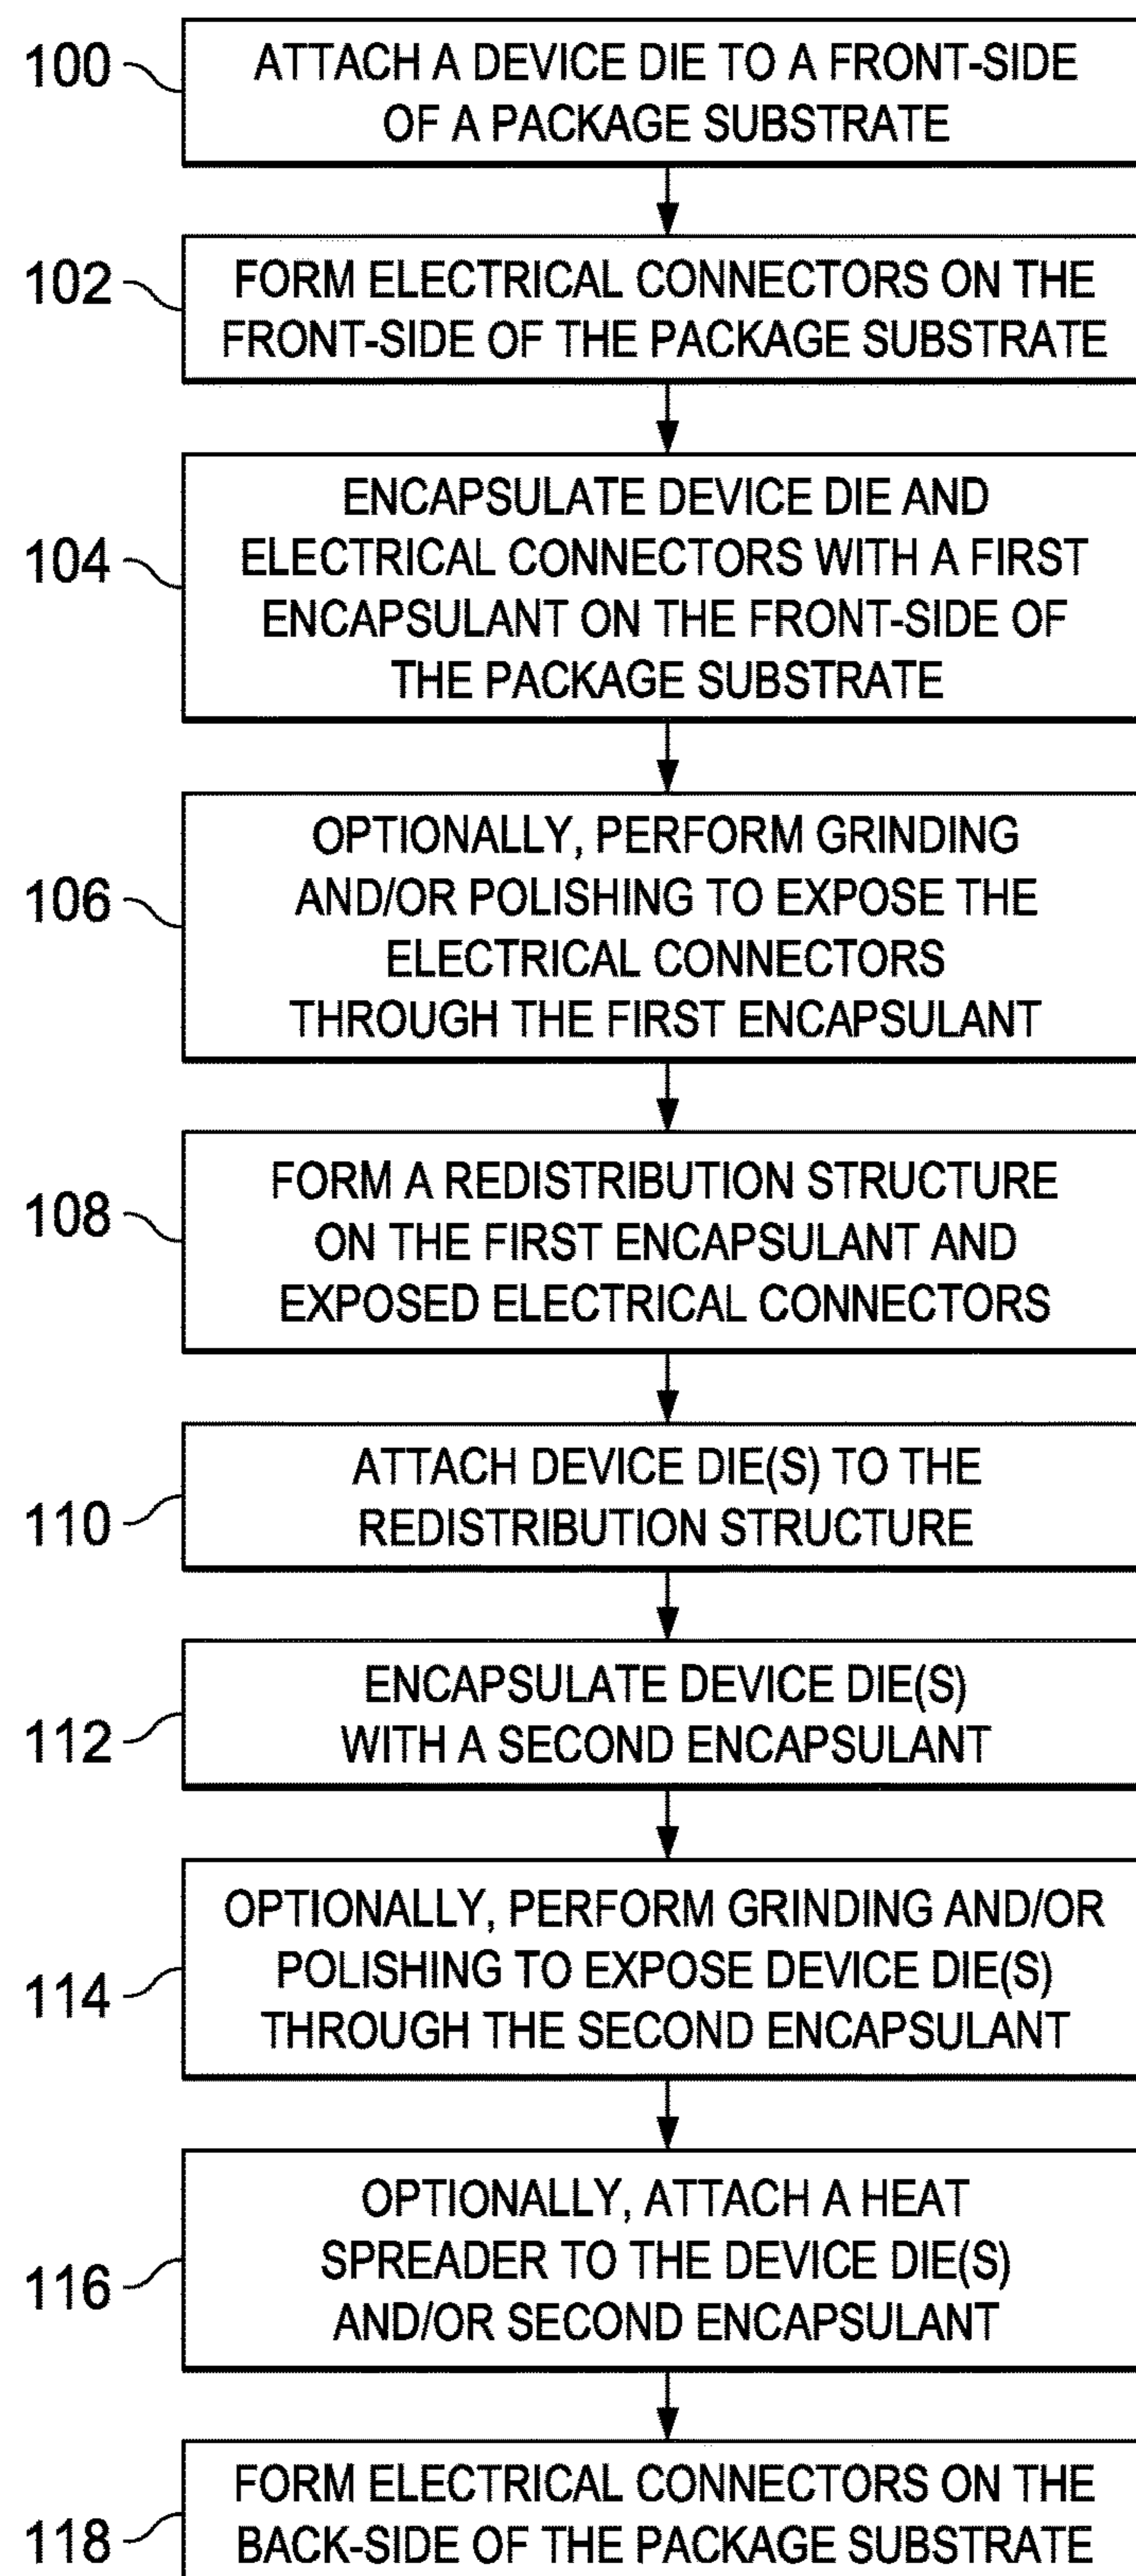 100
ATTACH A DEVICE DIE TO A FRONT-SIDE
OF A PACKAGE SUBSTRATE
102
FORM ELECTRICAL CONNECTORS ON THE
FRONT-SIDE OF THE PACKAGE SUBSTRATE
104
ENCAPSULATE DEVICE DIE AND
ELECTRICAL CONNECTORS WITH A FIRST
ENCAPSULANT ON THE FRONT-SIDE OF
THE PACKAGE SUBSTRATE
106
OPTIONALLY, PERFORM GRINDING
AND/OR POLISHING TO EXPOSE THE
ELECTRICAL CONNECTORS
THROUGH THE FIRST ENCAPSULANT
108
FORM A REDISTRIBUTION STRUCTURE
ON THE FIRST ENCAPSULANT AND
EXPOSED ELECTRICAL CONNECTORS
110
ATTACH DEVICE DIE(S) TO THE
REDISTRIBUTION STRUCTURE
112
ENCAPSULATE DEVICE DIE(S)
WITH A SECOND ENCAPSULANT
114
OPTIONALLY, PERFORM GRINDING AND/OR
POLISHING TO EXPOSE DEVICE DIE(S)
THROUGH THE SECOND ENCAPSULANT
116
OPTIONALLY, ATTACH A HEAT
SPREADER TO THE DEVICE DIE(S)
AND/OR SECOND ENCAPSULANT
118
FORM ELECTRICAL CONNECTORS ON THE
BACK-SIDE OF THE PACKAGE SUBSTRATE